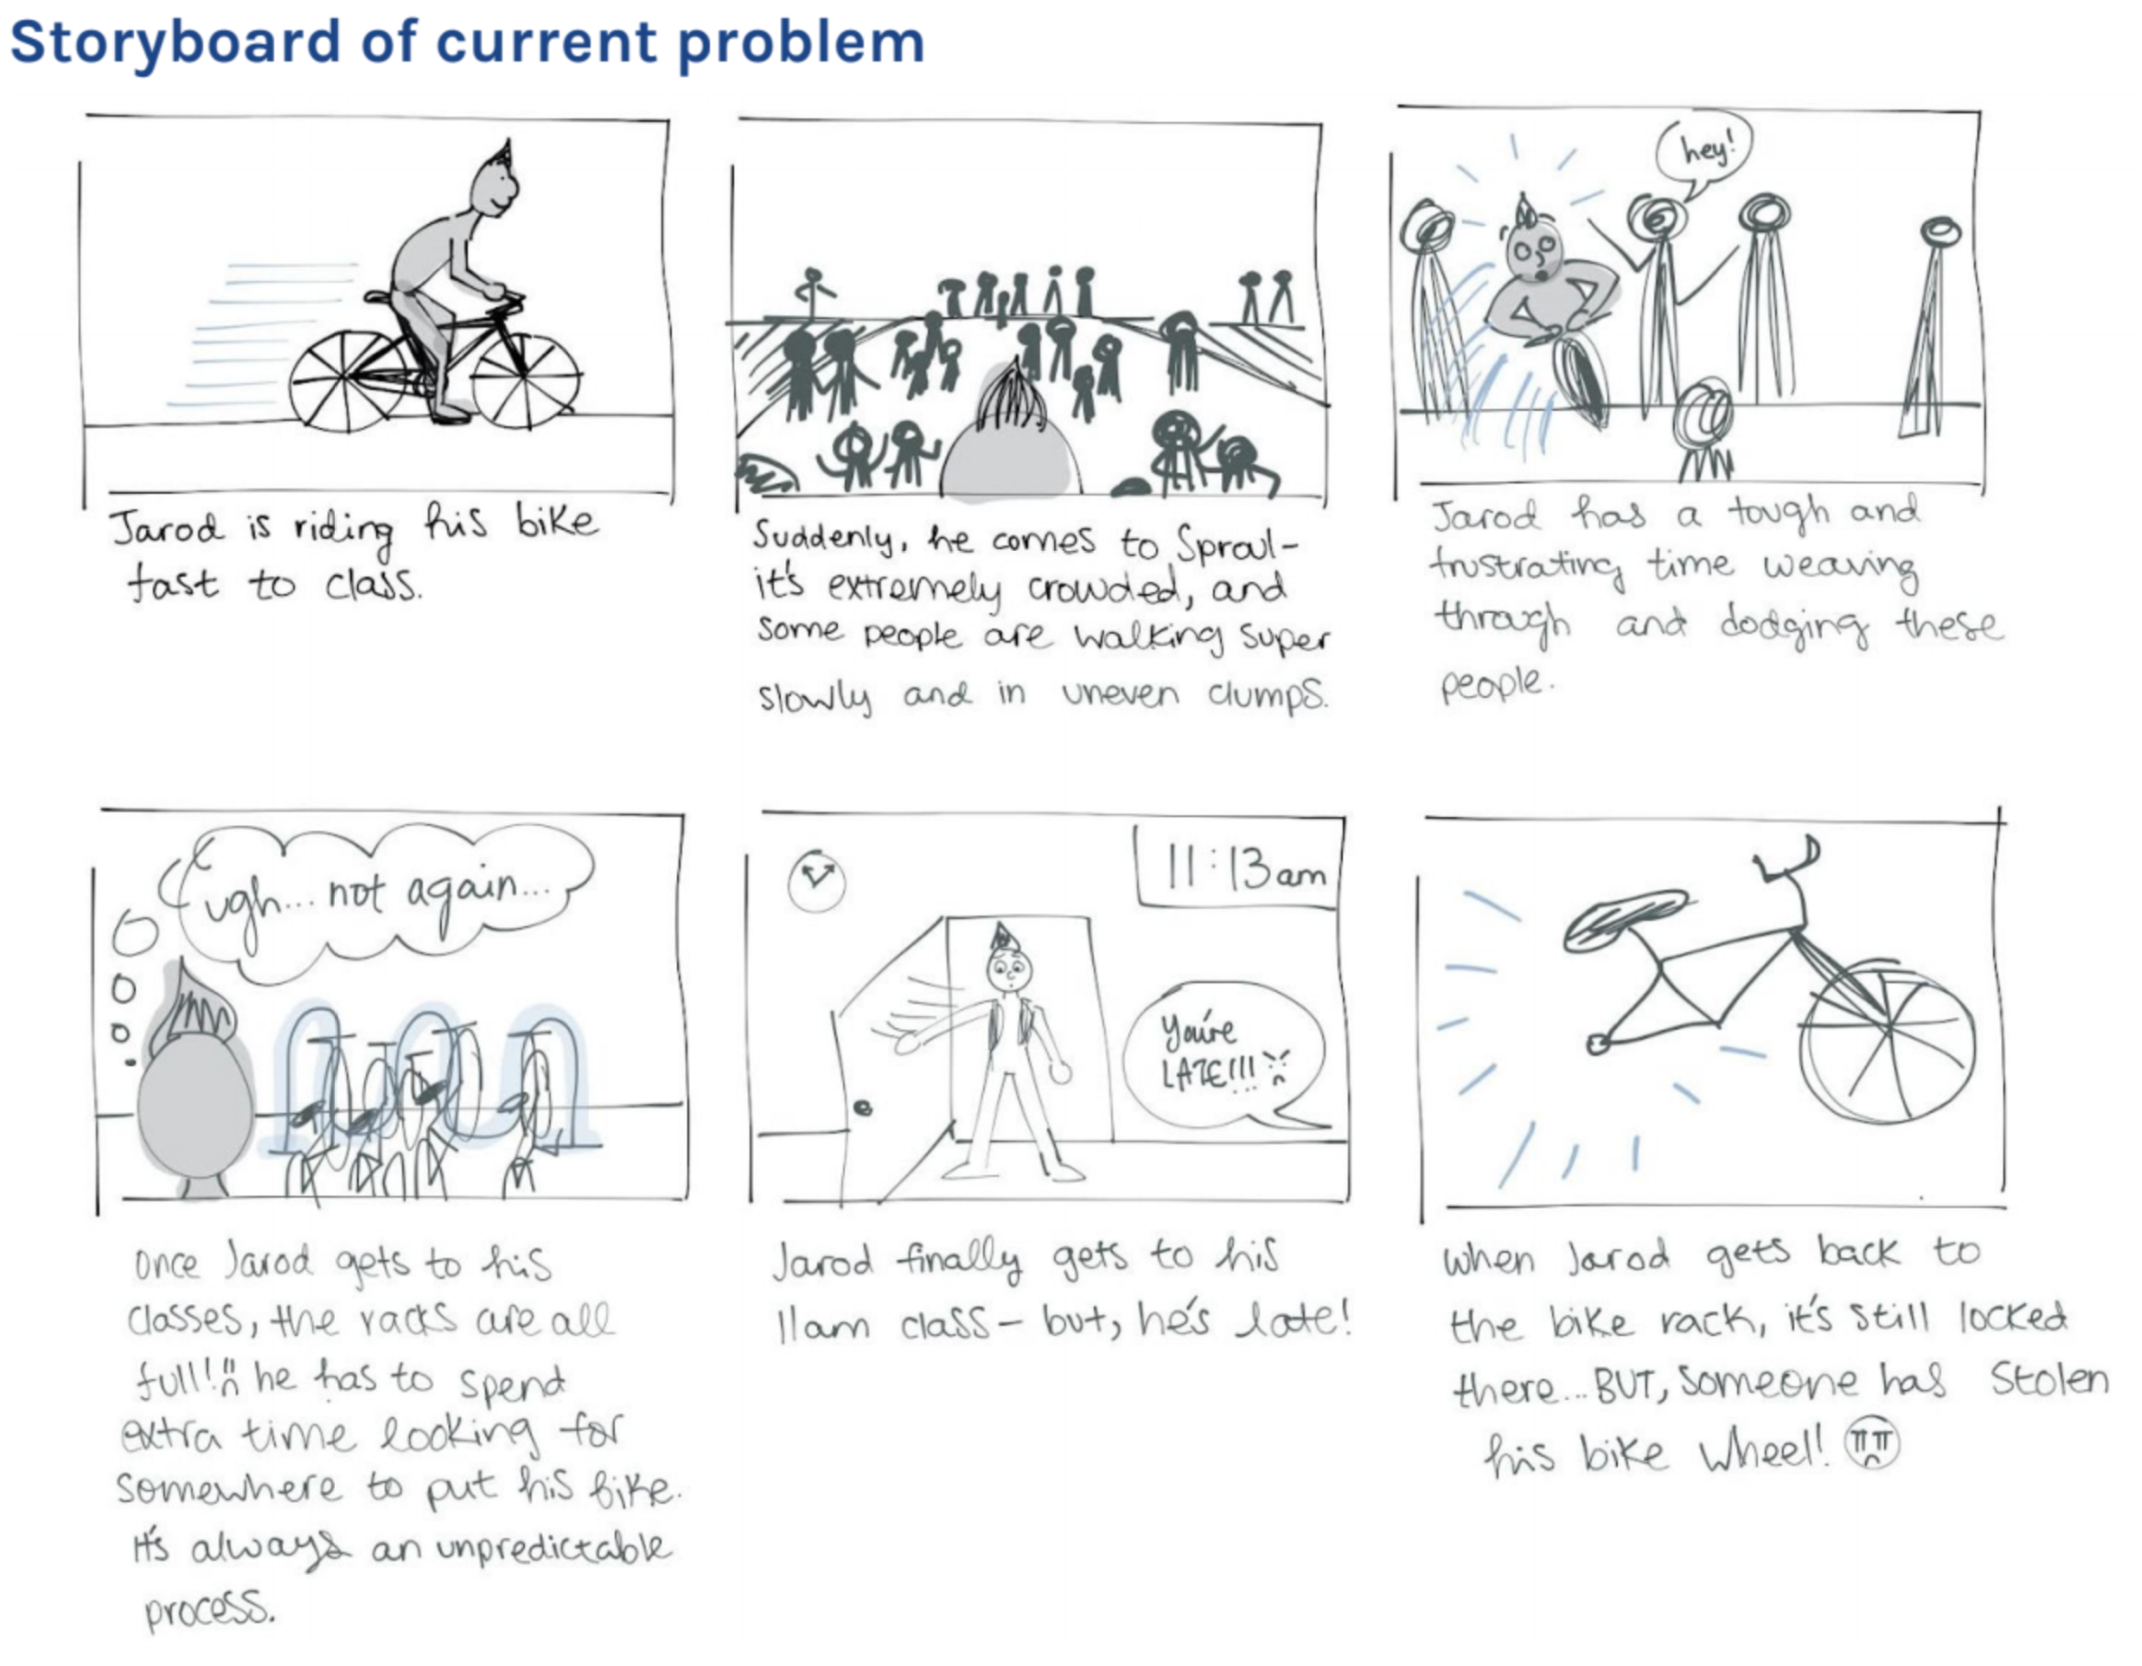 Storyboard of current problem
Jarod is riding his bike
fast to class.
Suddenly, he comes to Sproul-
it's extremely crowded, and
some people are walking super
slowly and in uneven clumps.
hey!
Jarod has a tough and
frustrating time weaving
through and dodging these
people.
ugh... not again...
Once Jarod gets to his
classes, the racks are all
full! he has to spend
extra time looking for
somewhere to put his bike.
It's always an unpredictable
process.
11:13am
You're
LATE!!!
Jarod finally gets to his
11am class - but, he's late!
When Jarod gets back to
the bike rack, it's still locked
there... BUT, someone has stolen
his bike wheel!